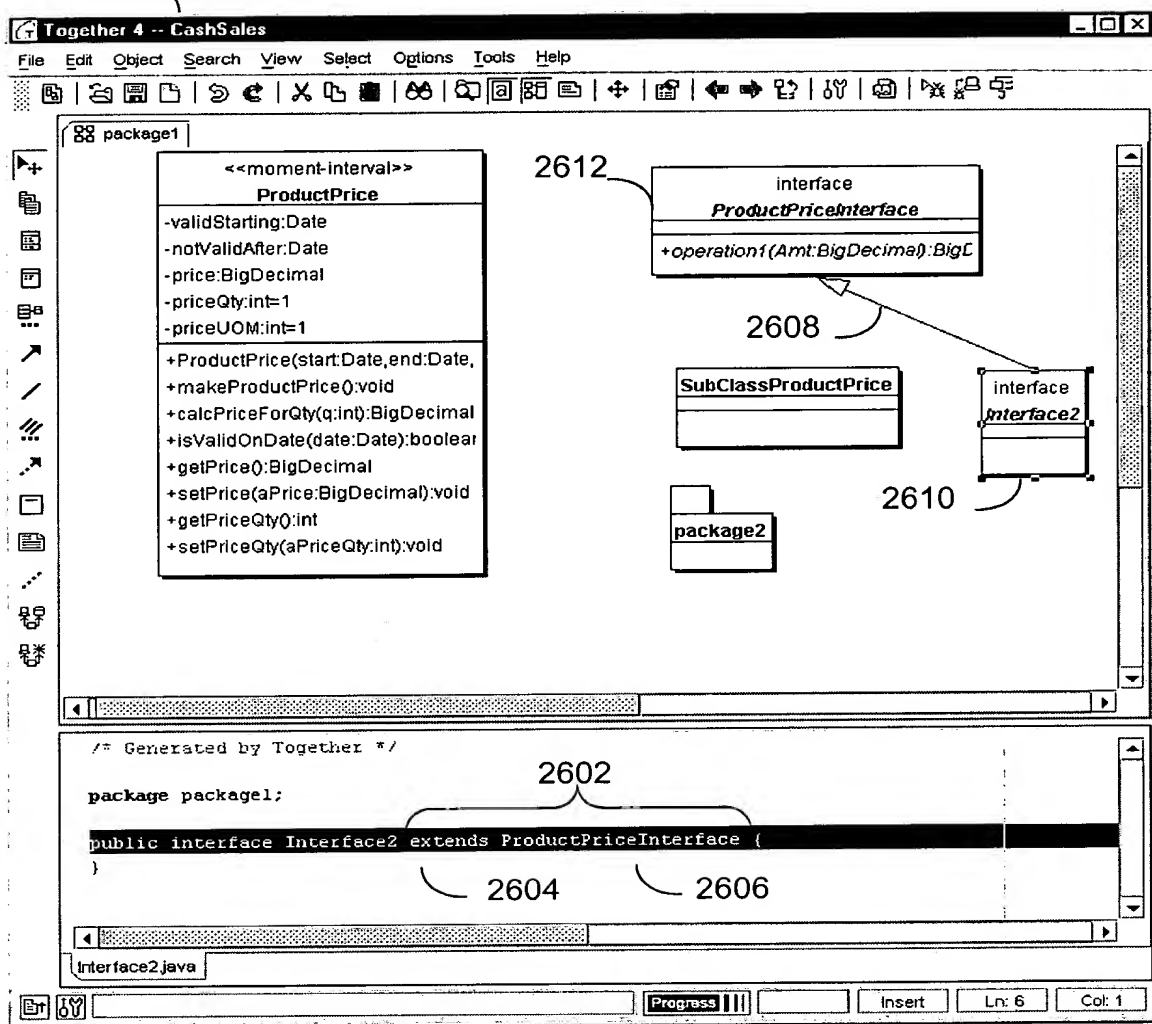 Together 4 -- CashSales
File Edit Object Search View Select Options Tools Help
package1
<<moment-interval>>
ProductPrice
-validStarting:Date
-notValidAfter:Date
-price:BigDecimal
-priceQty:int=1
-priceUOM:int=1
+ProductPrice(start:Date,end:Date,
+makeProductPrice():void
+calcPriceForQty(q:int):BigDecimal
+isValidOnDate(date:Date):boolear
+getPrice():BigDecimal
+setPrice(aPrice:BigDecimal):void
+getPriceQty():int
+setPriceQty(aPriceQty:int):void
2612
interface
ProductPriceInterface
+operation1(Amt:BigDecimal):BigD
2608
SubClassProductPrice
interface
Interface2
2610
package2
/* Generated by Together */
2602
package package1;
public interface Interface2 extends ProductPriceInterface {
}
2604
2606
Interface2.java
Progress
Insert
Ln: 6
Col: 1